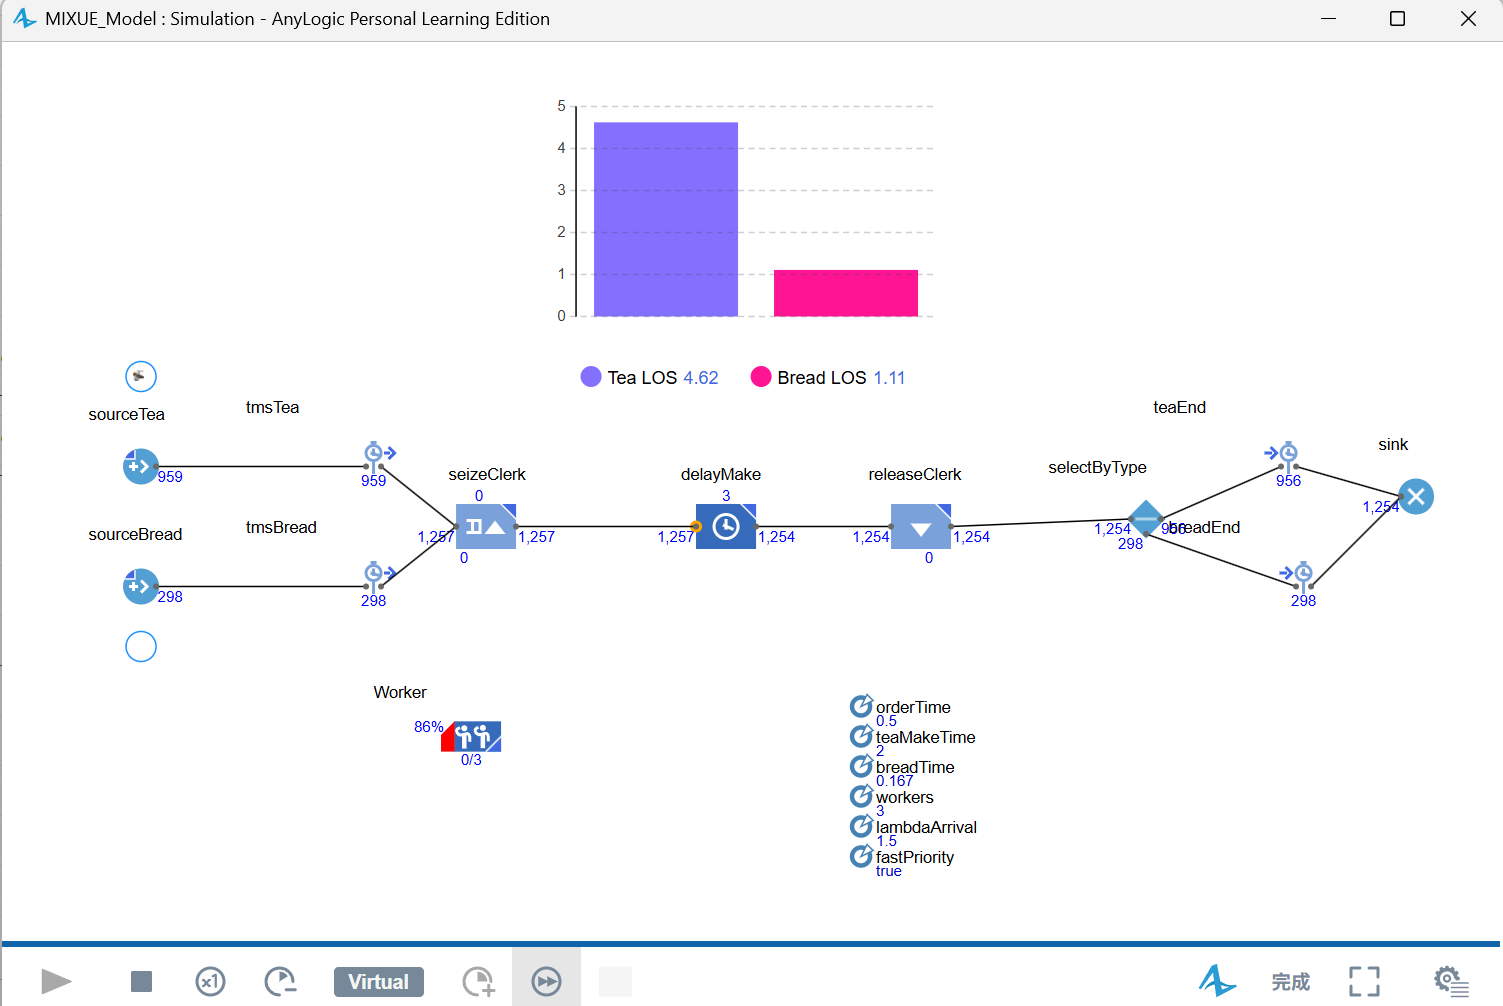 MIXUE_Model : Simulation - AnyLogic Personal Learning Edition
5
4
3
2
1
0
Tea LOS 4.62
Bread LOS 1.11
sourceTea
tmsTea
959
959
sourceBread
tmsBread
298
298
seizeClerk
0
1,257
1,257
0
delayMake
3
1,257
1,254
releaseClerk
1,254
1,254
0
selectByType
1,254
956
298
teaEnd
956
breadEnd
298
sink
1,254
Worker
86%
0/3
orderTime
0.5
teaMakeTime
2
breadTime
0.167
workers
3
lambdaArrival
1.5
fastPriority
true
x1
Virtual
完成